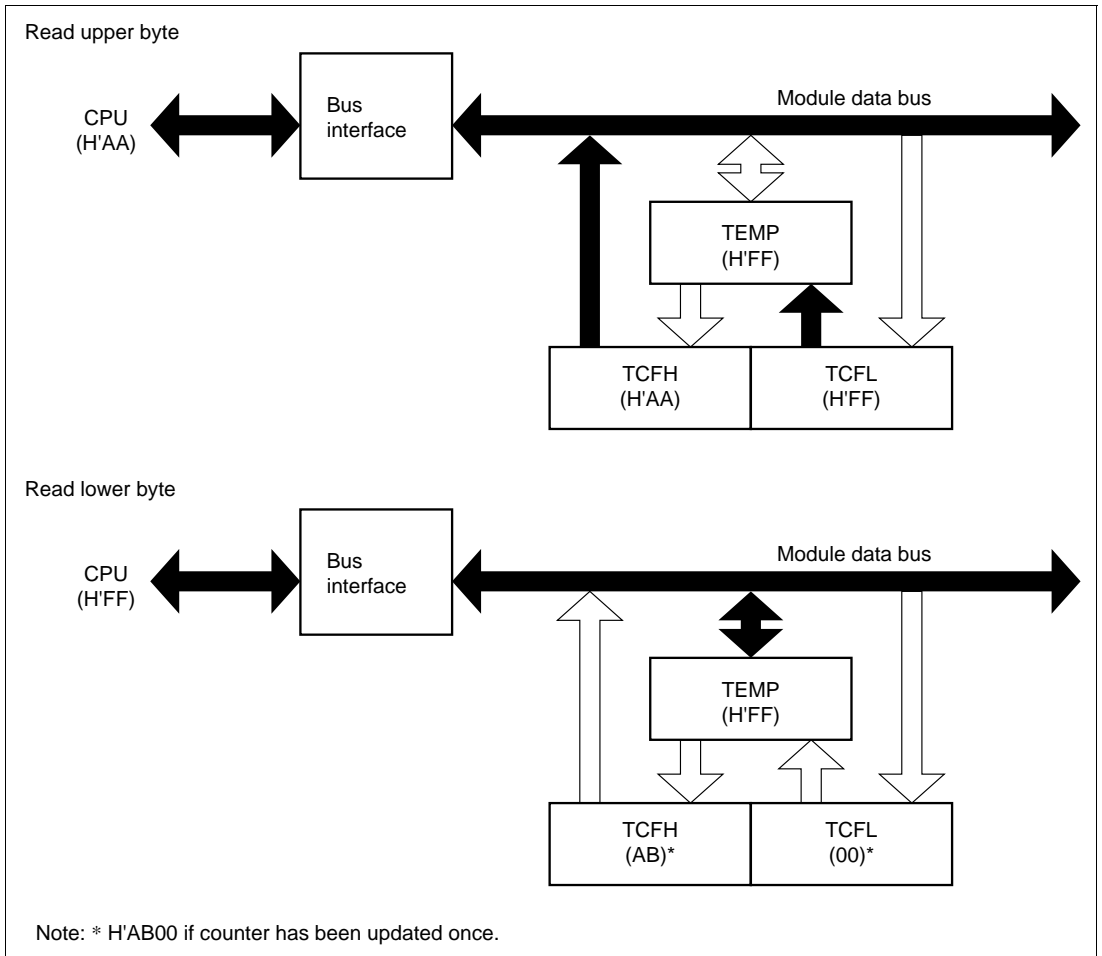 Read upper byte
CPU
(H'AA)
Bus
interface
Module data bus
TEMP
(H'FF)
TCFH
(H'AA)
TCFL
(H'FF)
Read lower byte
CPU
(H'FF)
Bus
interface
Module data bus
TEMP
(H'FF)
TCFH
(AB)*
TCFL
(00)*
Note: * H'AB00 if counter has been updated once.